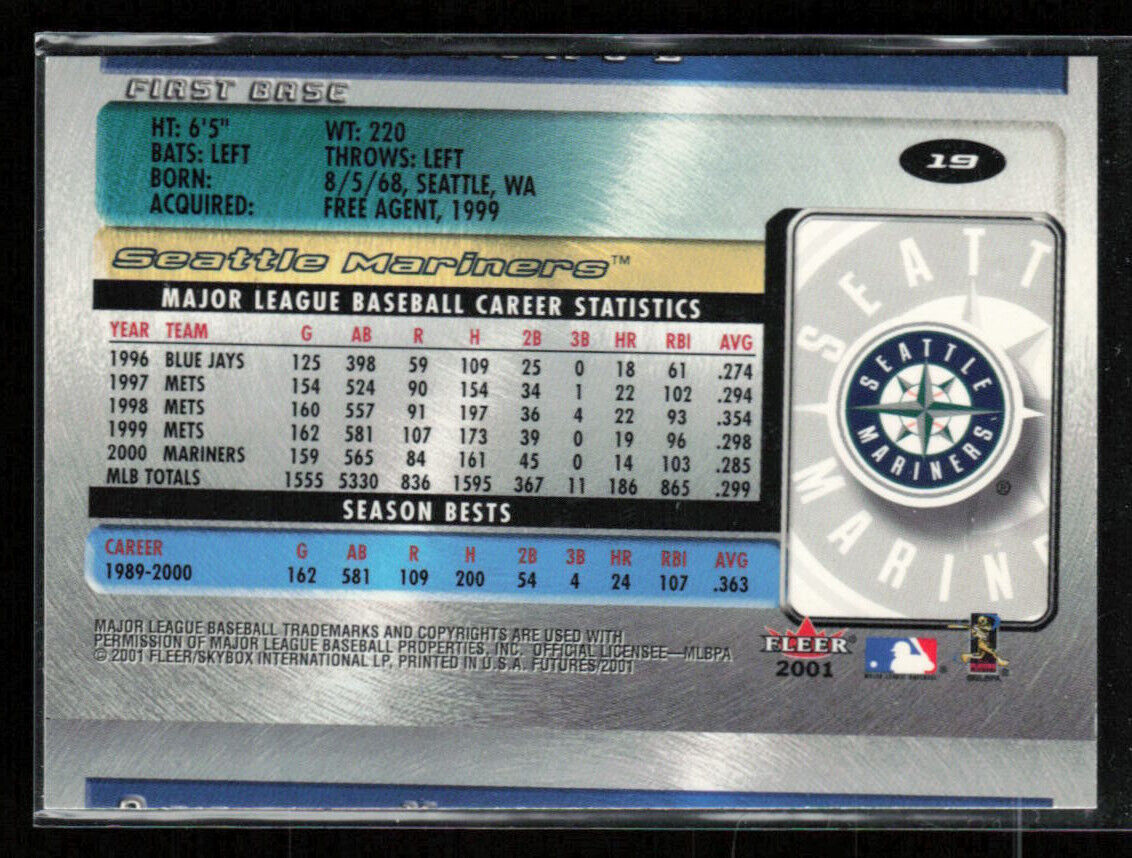 FIRST BASE
HT: 6'5" WT: 220
BATS: LEFT THROWS: LEFT
BORN: 8/5/68, SEATTLE, WA
ACQUIRED: FREE AGENT, 1999
19
Seattle Mariners™
MAJOR LEAGUE BASEBALL CAREER STATISTICS
YEAR TEAM G AB R H 2B 3B HR RBI AVG
1996 BLUE JAYS 125 398 59 109 25 0 18 61 .274
1997 METS 154 524 90 154 34 1 22 102 .294
1998 METS 160 557 91 197 36 4 22 93 .354
1999 METS 162 581 107 173 39 0 19 96 .298
2000 MARINERS 159 565 84 161 45 0 14 103 .285
MLB TOTALS 1555 5330 836 1595 367 11 186 865 .299
SEASON BESTS
CAREER G AB R H 2B 3B HR RBI AVG
1989-2000 162 581 109 200 54 4 24 107 .363
SEATT
MARINE
SEATTLE
MARINERS
®
MAJOR LEAGUE BASEBALL TRADEMARKS AND COPYRIGHTS ARE USED WITH
PERMISSION OF MAJOR LEAGUE BASEBALL PROPERTIES, INC. OFFICIAL LICENSEE—MLBPA
© 2001 FLEER/SKYBOX INTERNATIONAL LP, PRINTED IN U.S.A. FUTURES/2001
FLEER
2001